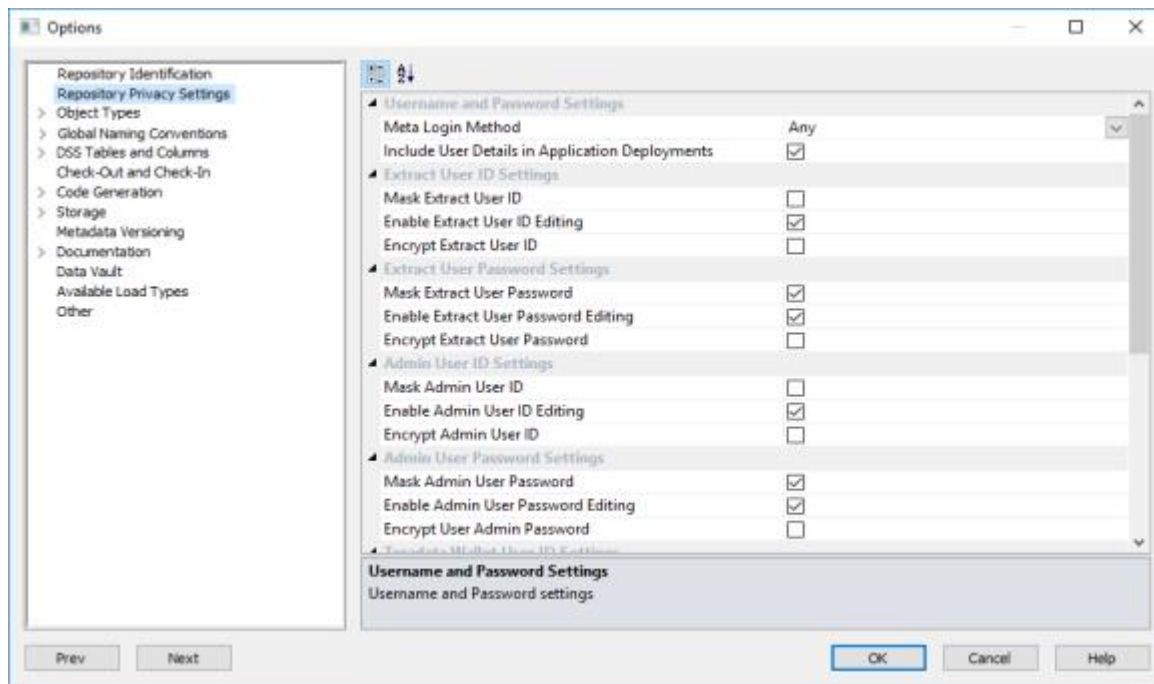 Options
Repository Identification
Repository Privacy Settings
Object Types
Global Naming Conventions
DSS Tables and Columns
Check-Out and Check-In
Code Generation
Storage
Metadata Versioning
Documentation
Data Vault
Available Load Types
Other
Username and Password Settings
Meta Login Method Any
Include User Details in Application Deployments
Extract User ID Settings
Mask Extract User ID
Enable Extract User ID Editing
Encrypt Extract User ID
Extract User Password Settings
Mask Extract User Password
Enable Extract User Password Editing
Encrypt Extract User Password
Admin User ID Settings
Mask Admin User ID
Enable Admin User ID Editing
Encrypt Admin User ID
Admin User Password Settings
Mask Admin User Password
Enable Admin User Password Editing
Encrypt User Admin Password
Teradata Wallet User ID Settings
Username and Password Settings
Username and Password settings
Prev Next OK Cancel Help